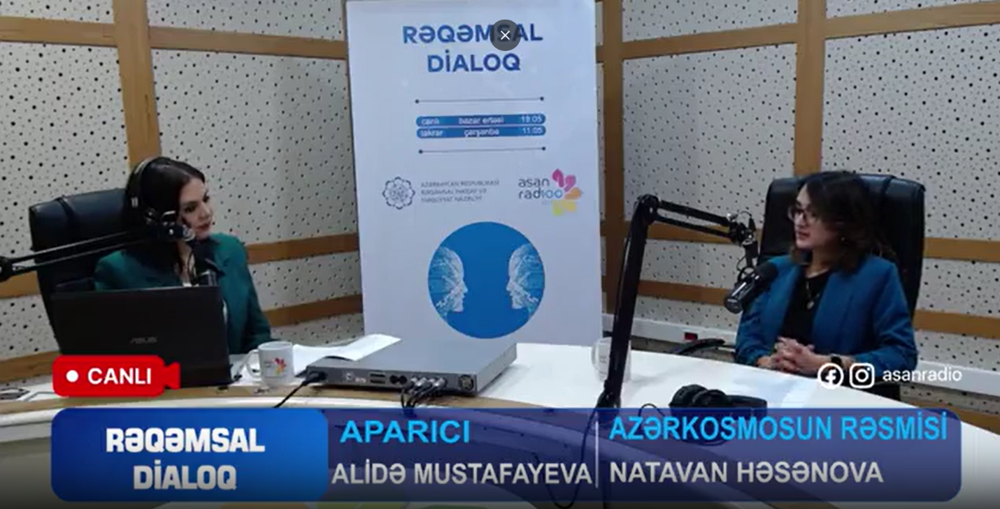 RƏQƏMSAL
DİALOQ
canlı bazar ertəsi 19:05
təkrar çərşənbə 11:05
AZƏRBAYCAN RESPUBLİKASI
RƏQƏMSAL İNKİŞAF VƏ
NƏQLİYYAT NAZİRLİYİ
asan
radio
100
ASUS
CANLI
asanradio
RƏQƏMSAL
DİALOQ
APARICI
ALİDƏ MUSTAFAYEVA
AZƏRKOSMOSUN RƏSMİSİ
NATAVAN HƏSƏNOVA